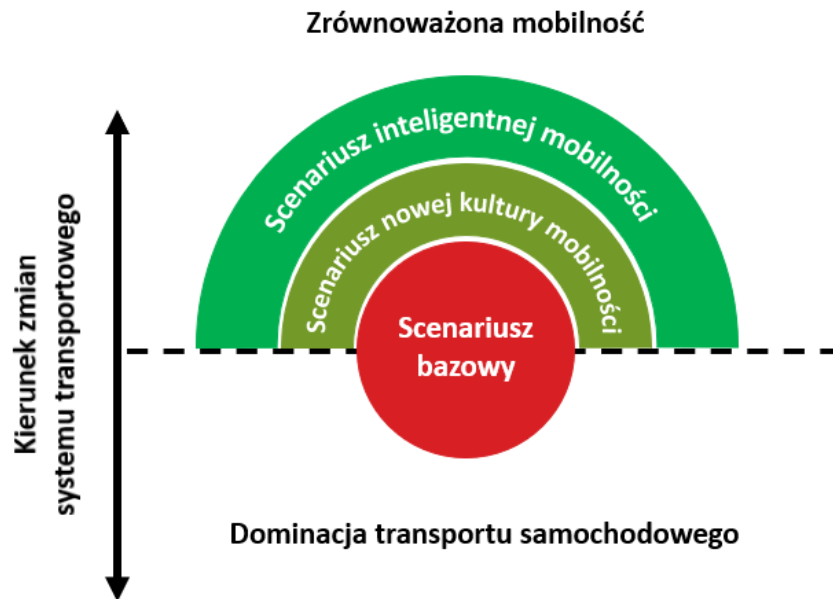 Zrównoważona mobilność
Scenariusz inteligentnej mobilności
Scenariusz nowej kultury mobilności
Scenariusz
bazowy
Kierunek zmian
systemu transportowego
Dominacja transportu samochodowego